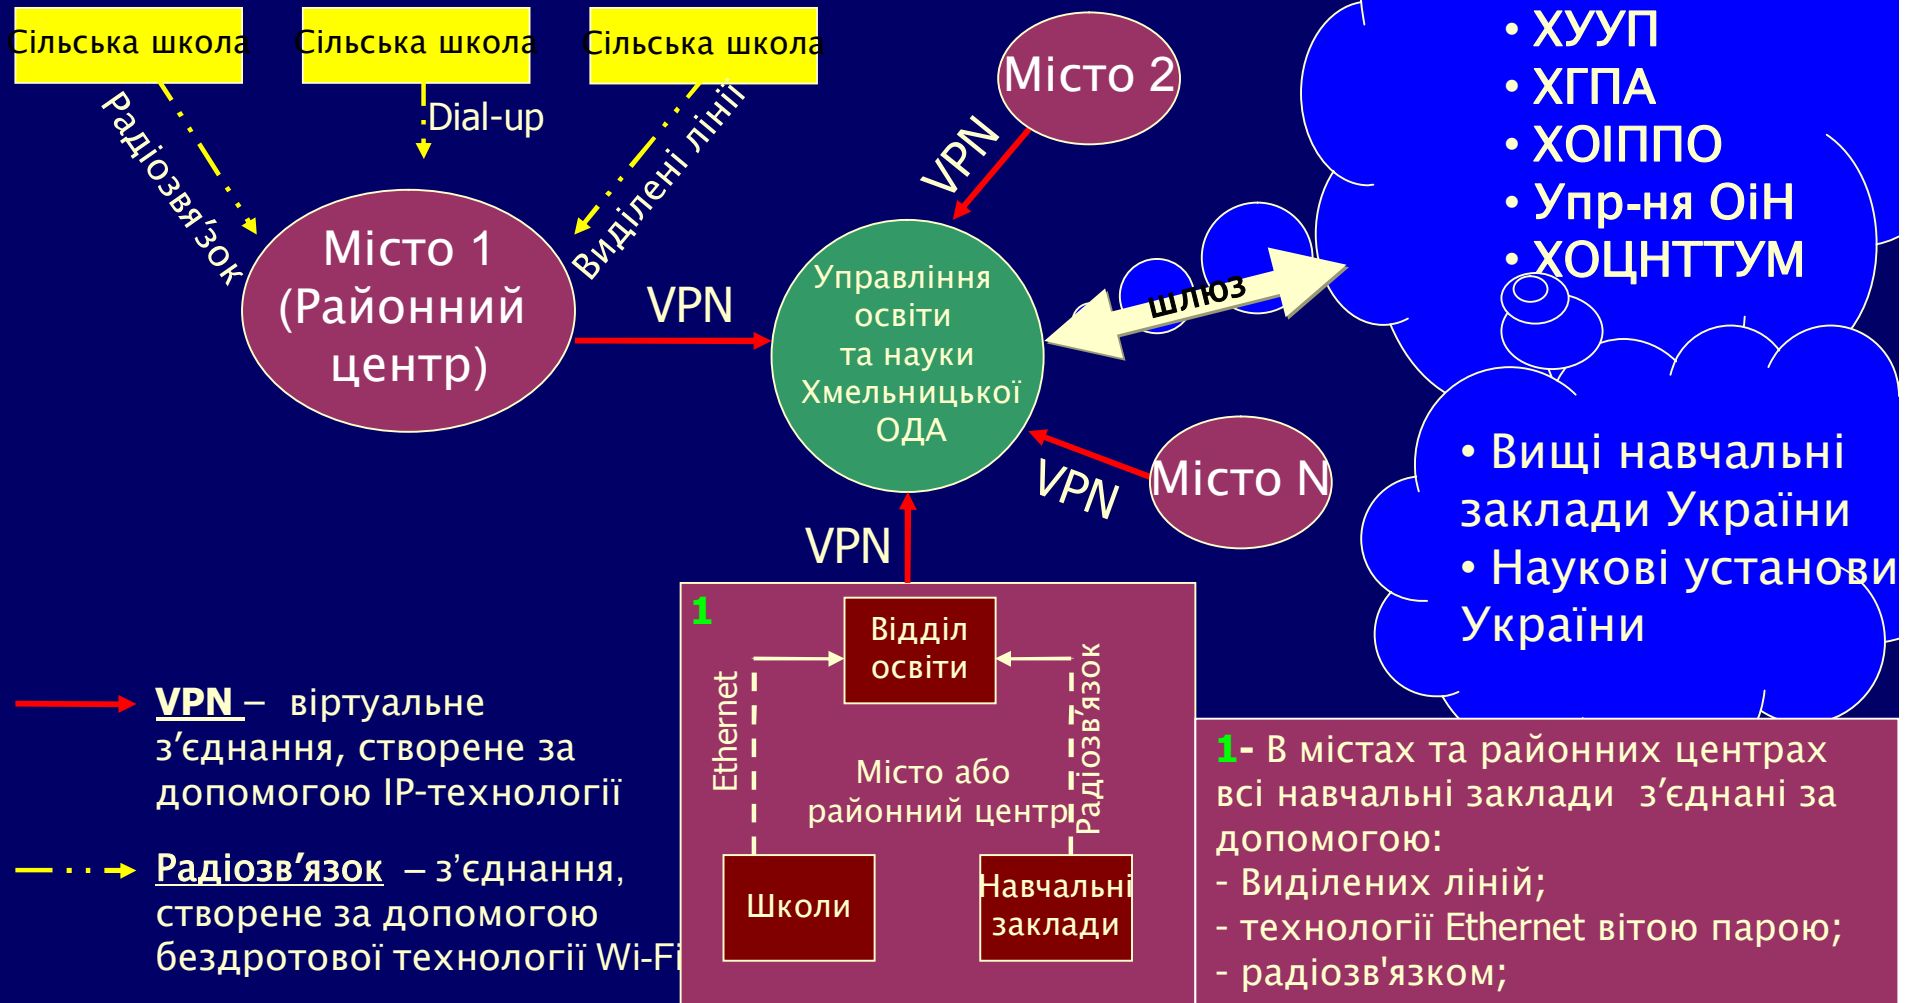 Сільська школа
Сільська школа
Сільська школа
Радіозвя'зок
Dial-up
Виділені лінії
Місто 1
(Районний
центр)
VPN
Місто 2
VPN
Управління
освіти
та науки
Хмельницької
ОДА
шлюз
• ХУУП
• ХГПА
• ХОІППО
• Упр-ня ОіН
• ХОЦНТТУМ
• Вищі навчальні
заклади України
• Наукові установи
України
Місто N
VPN
VPN
1
Відділ
освіти
Ethernet
Радіозв'язок
Місто або
районний центр
Школи
Навчальні
заклади
VPN – віртуальне
з'єднання, створене за
допомогою IP-технології
Радіозв'язок – з’єднання,
створене за допомогою
бездротової технології Wi-Fi
1- В містах та районних центрах
всі навчальні заклади з'єднані за
допомогою:
- Виділених ліній;
- технології Ethernet вітою парою;
- радіозв'язком;